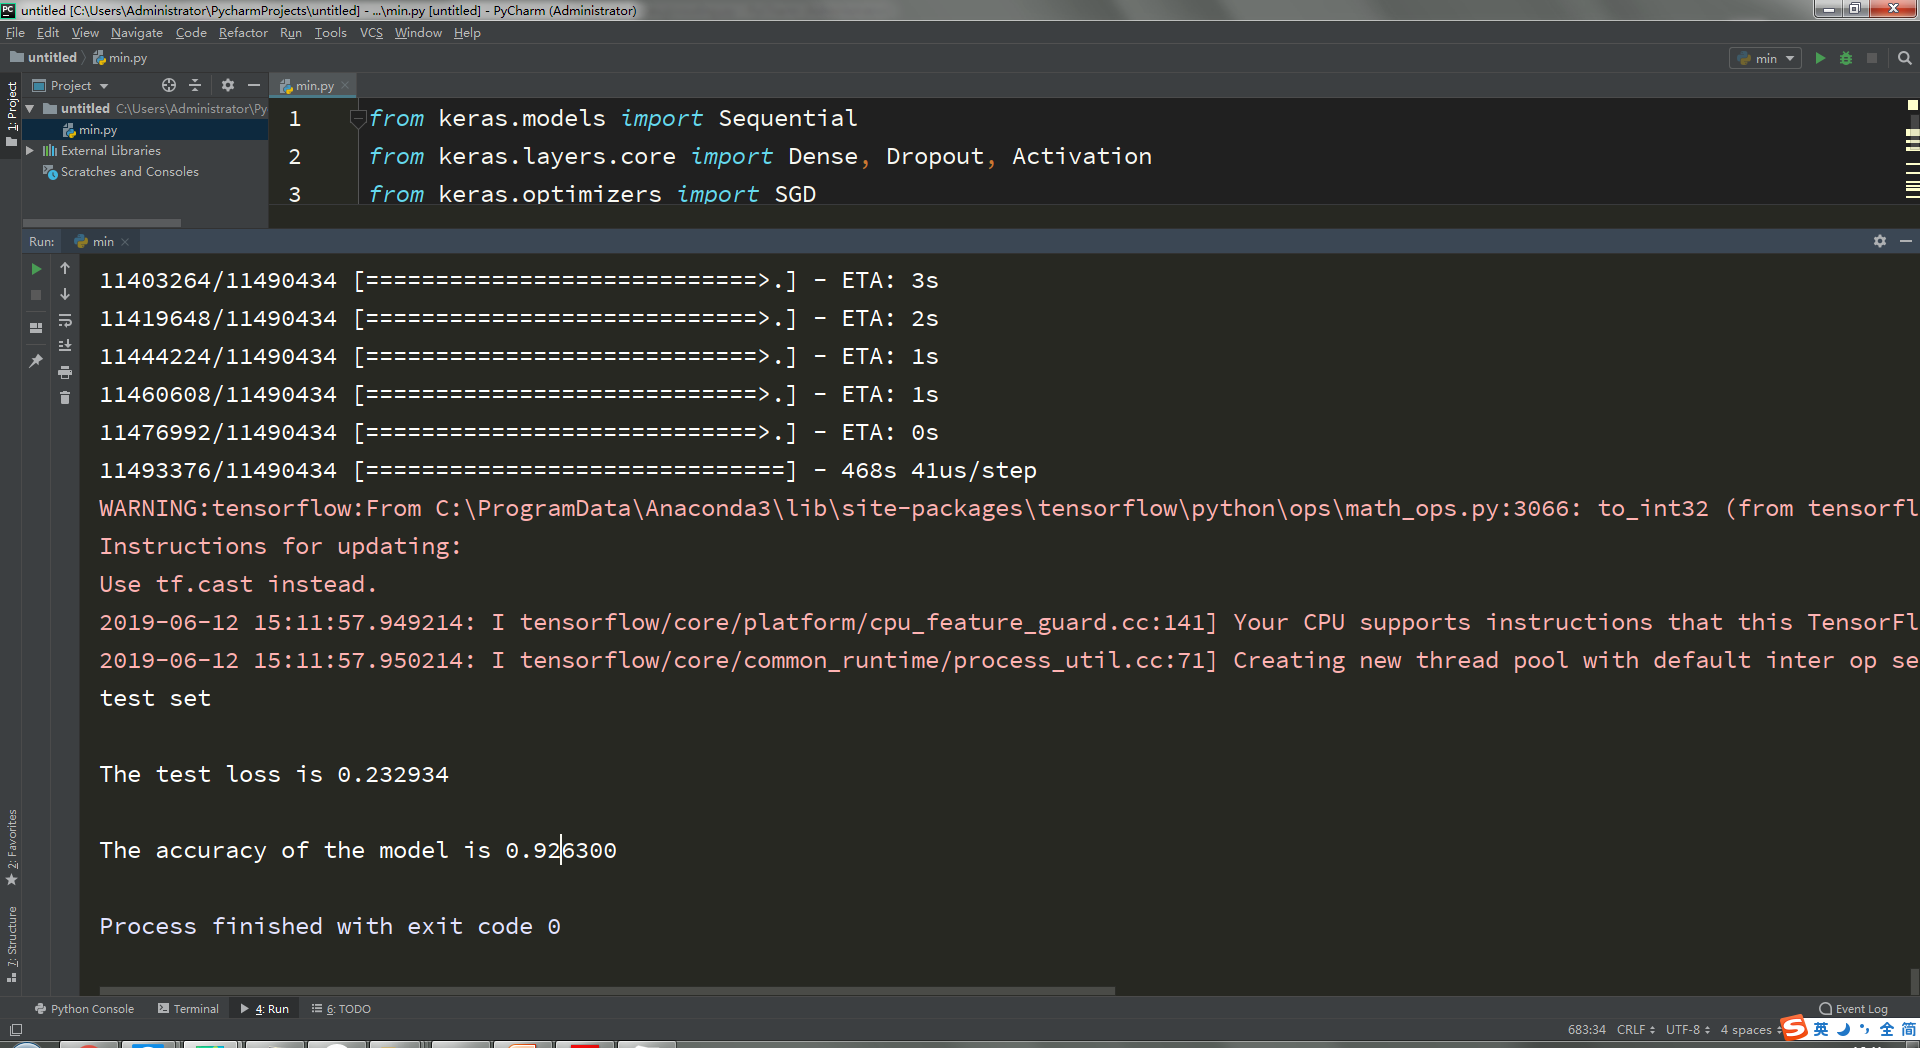 untitled [C:\Users\Administrator\PycharmProjects\untitled] - ...\min.py [untitled] - PyCharm (Administrator)
File Edit View Navigate Code Refactor Run Tools VCS Window Help
untitled min.py
min
Project
min.py
1: Project
untitled C:\Users\Administrator\Py
min.py
External Libraries
Scratches and Consoles
1 from keras.models import Sequential
2 from keras.layers.core import Dense, Dropout, Activation
3 from keras.optimizers import SGD
Run: min
11403264/11490434 [============================>.] - ETA: 3s
11419648/11490434 [============================>.] - ETA: 2s
11444224/11490434 [============================>.] - ETA: 1s
11460608/11490434 [============================>.] - ETA: 1s
11476992/11490434 [============================>.] - ETA: 0s
11493376/11490434 [==============================] - 468s 41us/step
WARNING:tensorflow:From C:\ProgramData\Anaconda3\lib\site-packages\tensorflow\python\ops\math_ops.py:3066: to_int32 (from tensorfl
Instructions for updating:
Use tf.cast instead.
2019-06-12 15:11:57.949214: I tensorflow/core/platform/cpu_feature_guard.cc:141] Your CPU supports instructions that this TensorFl
2019-06-12 15:11:57.950214: I tensorflow/core/common_runtime/process_util.cc:71] Creating new thread pool with default inter op se
test set
The test loss is 0.232934
The accuracy of the model is 0.926300
Process finished with exit code 0
2: Favorites
7: Structure
Python Console Terminal 4: Run 6: TODO
Event Log
683:34 CRLF UTF-8 4 spaces
英 全 简